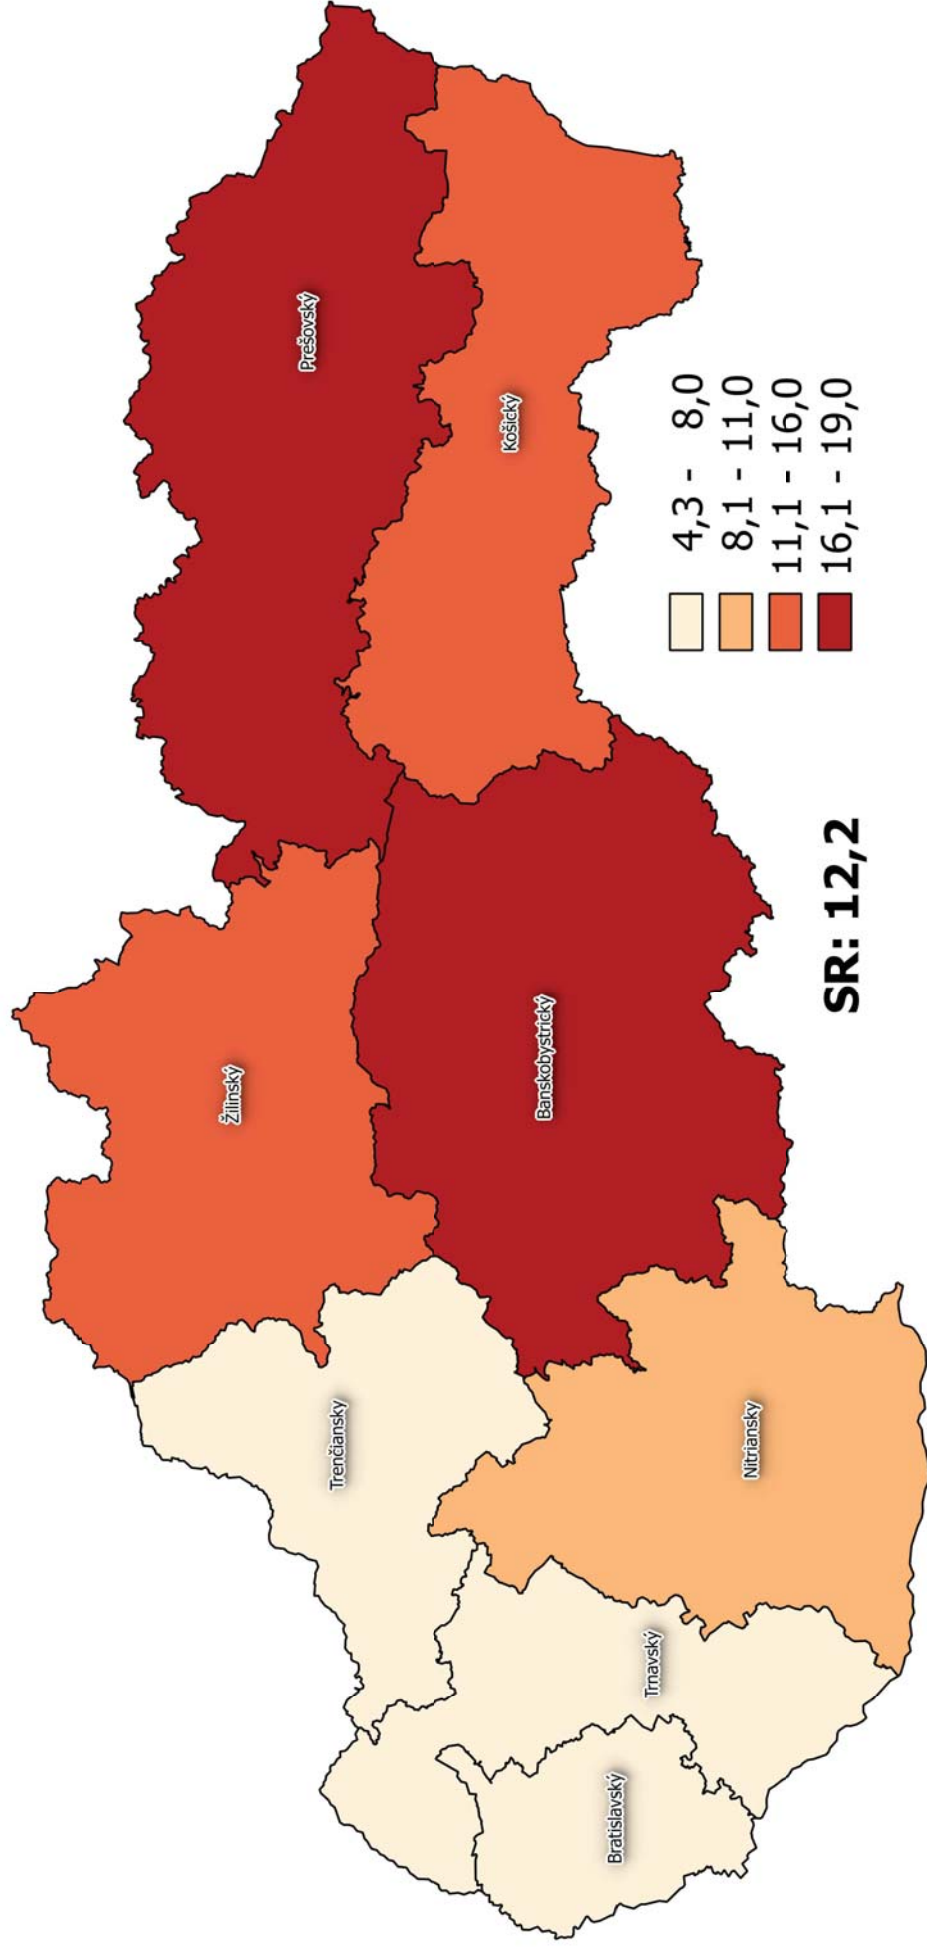 Prešovský
Žilinský
Trenčiansky
Košický
Banskobystrický
Bratislavský
Trnavský
Nitriansky
4,3 - 8,0
8,1 - 11,0
11,1 - 16,0
16,1 - 19,0
SR: 12,2